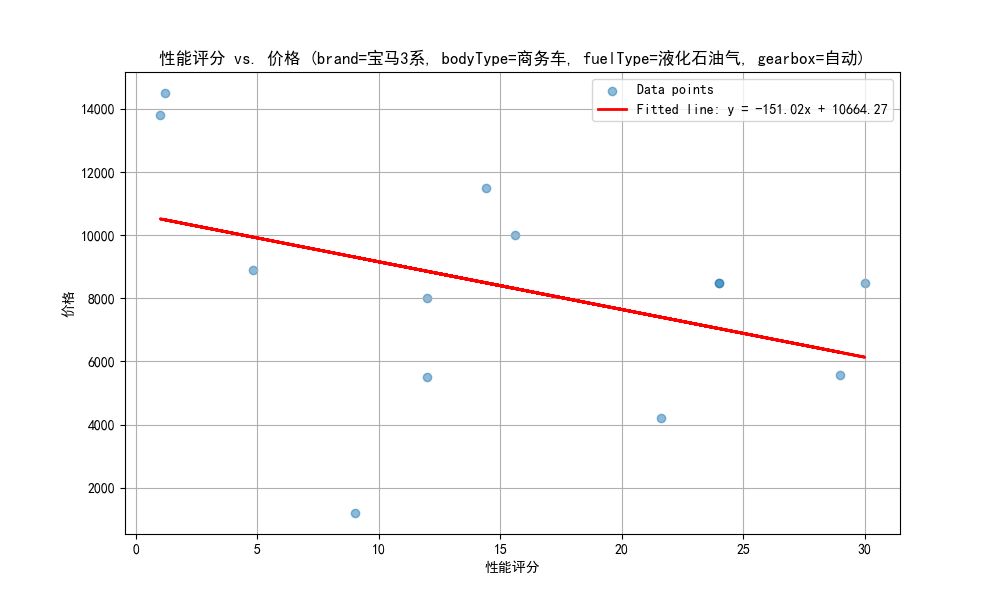 性能评分 vs. 价格 (brand=宝马3系, bodyType=商务车, fuelType=液化石油气, gearbox=自动)
Data points
Fitted line: y = -151.02x + 10664.27
价格
14000
12000
10000
8000
6000
4000
2000
0 5 10 15 20 25 30
性能评分